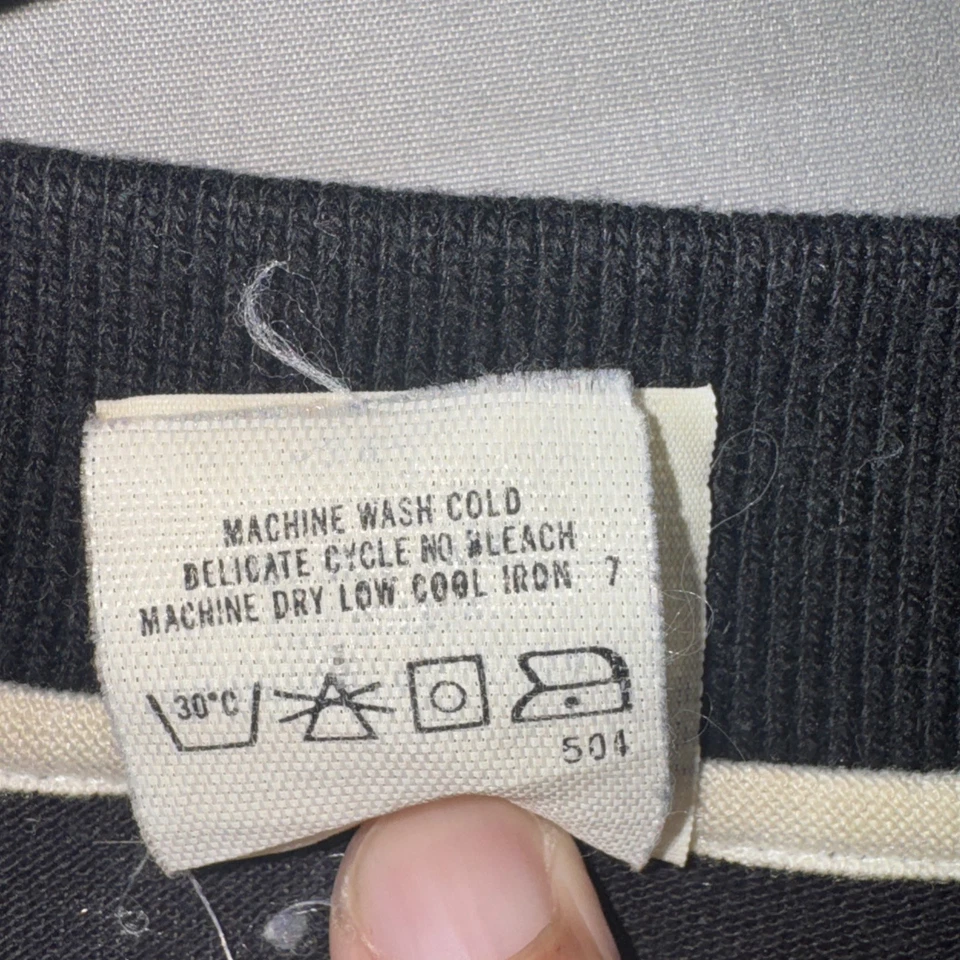 MACHINE WASH COLD
DELICATE CYCLE NO BLEACH
MACHINE DRY LOW COOL IRON 7
30°C
504